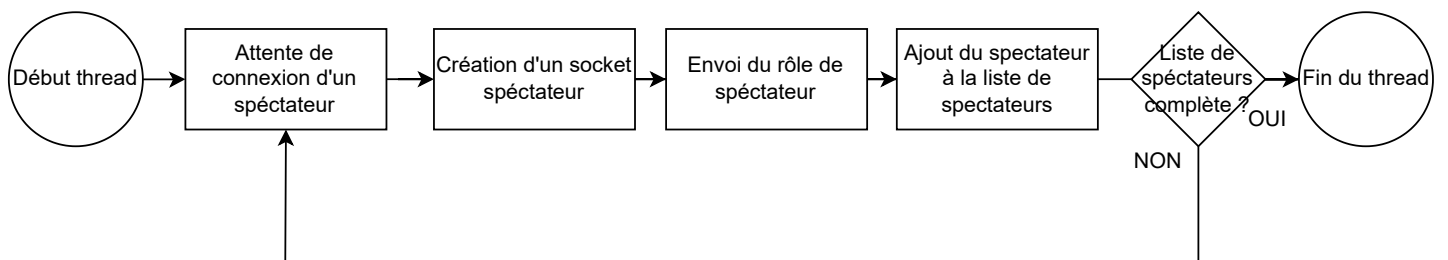 Début thread
Attente de
connexion d'un
spéctateur
Création d'un socket
spéctateur
Envoi du rôle de
spéctateur
Ajout du spectateur
à la liste de
spectateurs
Liste de
spéctateurs
complète ?
OUI
NON
Fin du thread